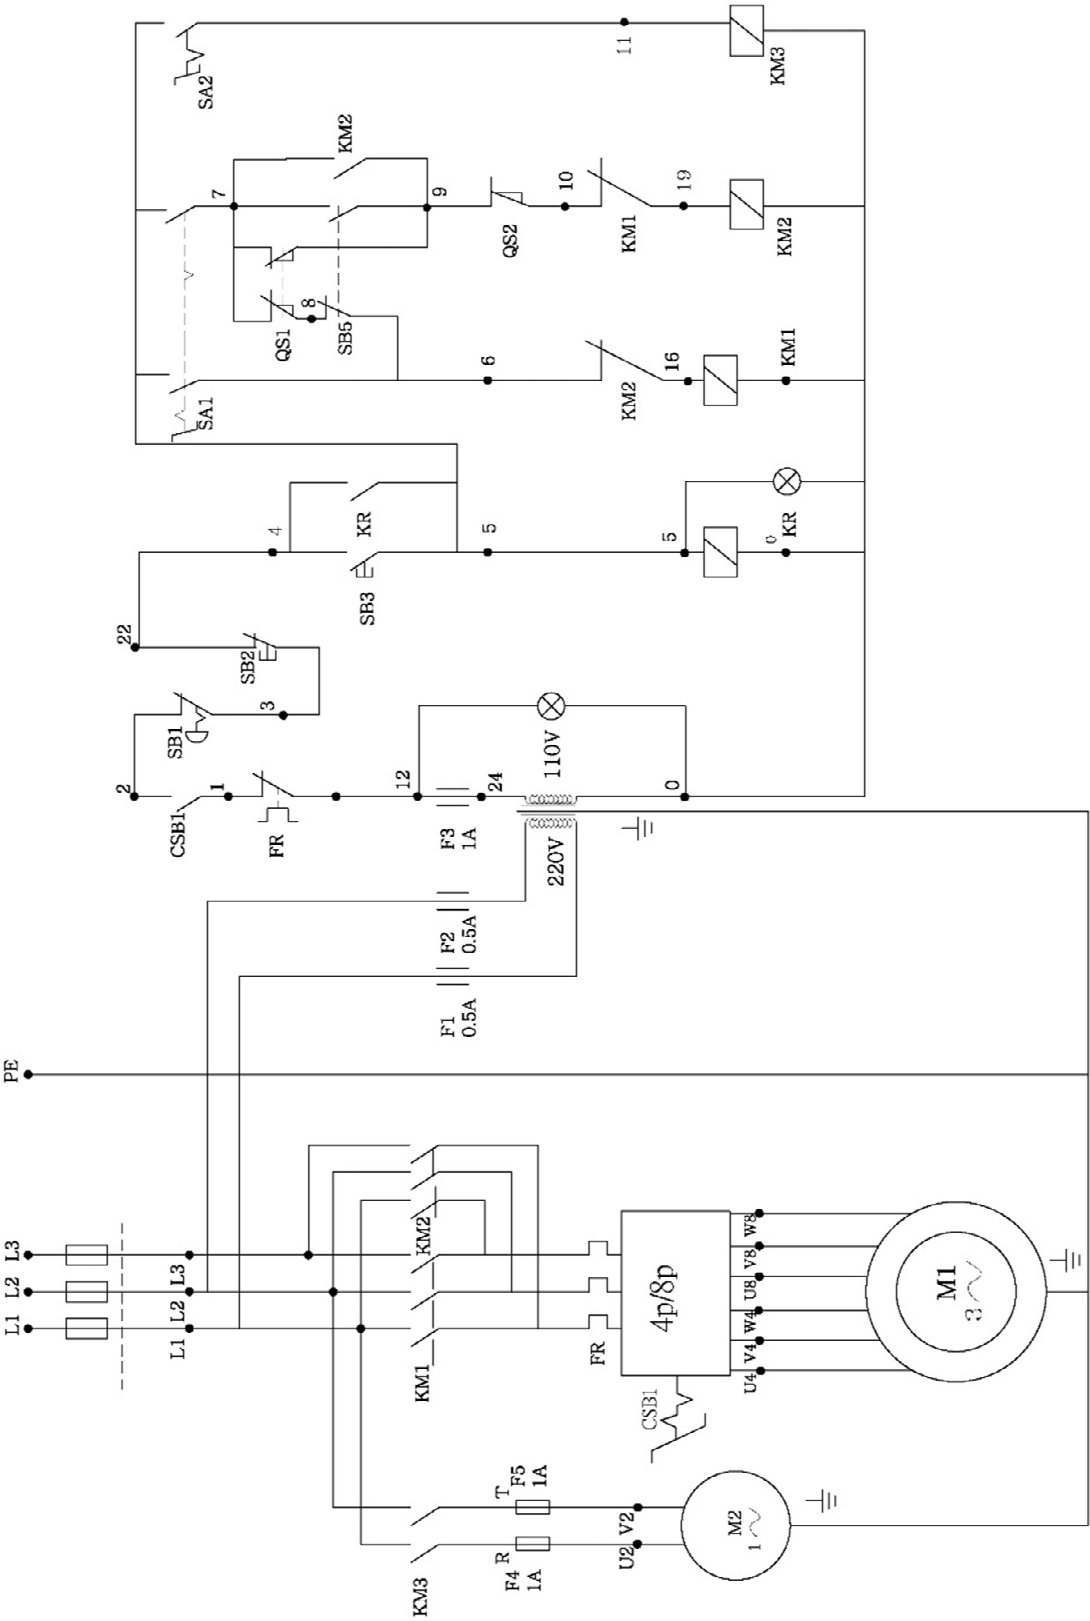 L1
L2
L3
PE
L1
L2
L3
2
22
CSB1
1
SB1
3
SB2
4
SA1
SA2
7
FR
QS1
8
SB5
KM2
SB3
KR
12
KM3
KM1
KM2
F1
0.5A
F2
0.5A
F3
1A
24
5
6
9
QS2
R
F4
1A
T
F5
1A
220V
110V
10
FR
U2
V2
CSB1
4p/8p
0
5
KM2
16
KM1
19
11
M2
1
U4
V4
W4
U8
V8
W8
0
KR
KM1
KM2
KM3
M1
3